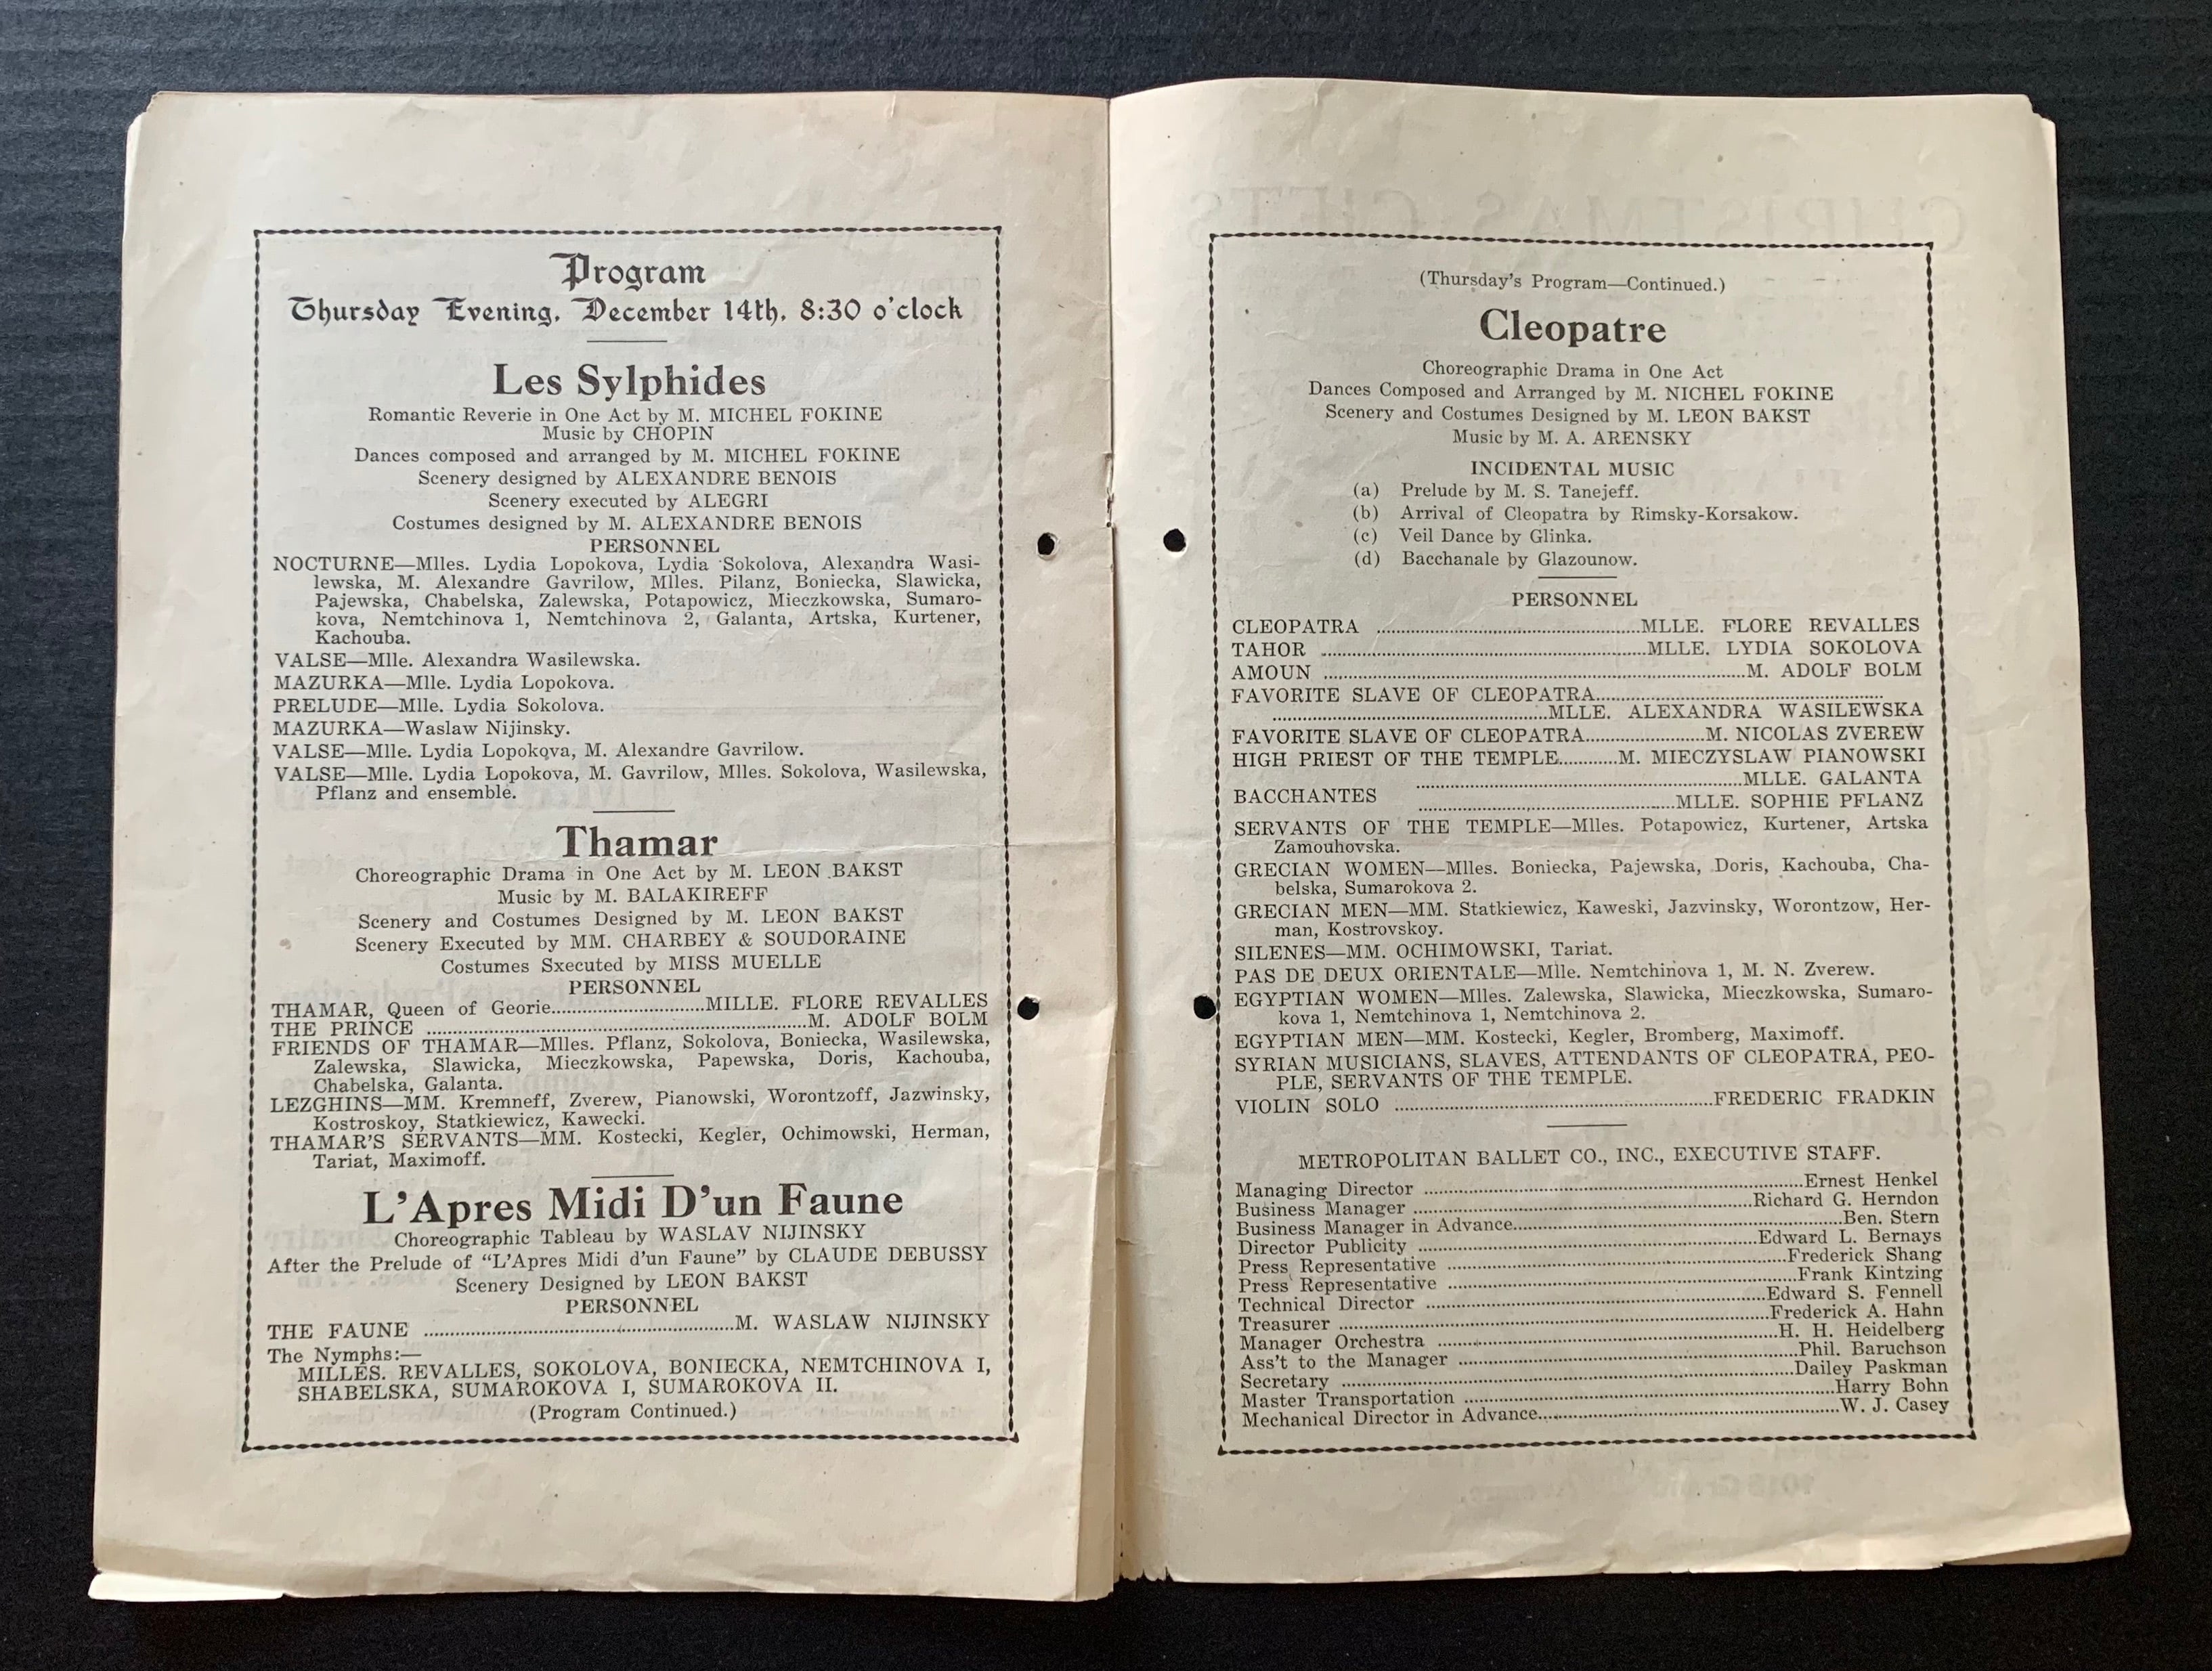 Program
Thursday Evening, December 14th, 8:30 o'clock
Les Sylphides
Romantic Reverie in One Act by M. MICHEL FOKINE
Music by CHOPIN
Dances composed and arranged by M. MICHEL FOKINE
Scenery designed by ALEXANDRE BENOIS
Scenery executed by ALEGRI
Costumes designed by M. ALEXANDRE BENOIS
PERSONNEL
NOCTURNE—Mlles. Lydia Lopokova, Lydia Sokolova, Alexandra Wasi-
lewska, M. Alexandre Gavrilow, Mlles. Pilanz, Boniecka, Slawicka,
Pajewska, Chabelska, Zalewska, Potapowicz, Mieczkowska, Sumaro-
kova, Nemtchinova 1, Nemtchinova 2, Galanta, Artska, Kurtener,
Kachouba.
VALSE—Mlle. Alexandra Wasilewska.
MAZURKA—Mlle. Lydia Lopokova.
PRELUDE—Mlle. Lydia Sokolova.
MAZURKA—Waslaw Nijinsky.
VALSE—Mlle. Lydia Lopokova, M. Alexandre Gavrilow.
VALSE—Mlle. Lydia Lopokova, M. Gavrilow, Mlles. Sokolova, Wasilewska,
Pflanz and ensemble.
Thamar
Choreographic Drama in One Act by M. LEON BAKST
Music by M. BALAKIREFF
Scenery and Costumes Designed by M. LEON BAKST
Scenery Executed by MM. CHARBEY & SOUDORAINE
Costumes Sxecuted by MISS MUELLE
PERSONNEL
THAMAR, Queen of Georie..........MILLE. FLORE REVALLES
THE PRINCE ..........M. ADOLF BOLM
FRIENDS OF THAMAR—Mlles. Pflanz, Sokolova, Boniecka, Wasilewska,
Zalewska, Slawicka, Mieczkowska, Papewska, Doris, Kachouba,
Chabelska, Galanta.
LEZGHINS—MM. Kremneff, Zverew, Pianowski, Worontzoff, Jazwinsky,
Kostroskoy, Statkiewicz, Kawecki.
THAMAR'S SERVANTS—MM. Kostecki, Kegler, Ochimowski, Herman,
Tariat, Maximoff.
L'Apres Midi D'un Faune
Choreographic Tableau by WASLAV NIJINSKY
After the Prelude of "L'Apres Midi d'un Faune" by CLAUDE DEBUSSY
Scenery Designed by LEON BAKST
PERSONNEL
THE FAUNE ..........M. WASLAW NIJINSKY
The Nymphs:—
MILLES. REVALLES, SOKOLOVA, BONIECKA, NEMTCHINOVA I,
SHABELSKA, SUMAROKOVA I, SUMAROKOVA II.
(Program Continued.)
(Thursday's Program—Continued.)
Cleopatre
Choreographic Drama in One Act
Dances Composed and Arranged by M. NICHEL FOKINE
Scenery and Costumes Designed by M. LEON BAKST
Music by M. A. ARENSKY
INCIDENTAL MUSIC
(a) Prelude by M. S. Tanejeff.
(b) Arrival of Cleopatra by Rimsky-Korsakow.
(c) Veil Dance by Glinka.
(d) Bacchanale by Glazounow.
PERSONNEL
CLEOPATRA ..........MLLE. FLORE REVALLES
TAHOR ..........MLLE. LYDIA SOKOLOVA
AMOUN ..........M. ADOLF BOLM
FAVORITE SLAVE OF CLEOPATRA..........
..........MLLE. ALEXANDRA WASILEWSKA
FAVORITE SLAVE OF CLEOPATRA..........M. NICOLAS ZVEREW
HIGH PRIEST OF THE TEMPLE..........M. MIECZYSLAW PIANOWSKI
..........MLLE. GALANTA
BACCHANTES
..........MLLE. SOPHIE PFLANZ
SERVANTS OF THE TEMPLE—Mlles. Potapowicz, Kurtener, Artska
Zamouhovska.
GRECIAN WOMEN—Mlles. Boniecka, Pajewska, Doris, Kachouba, Cha-
belska, Sumarokova 2.
GRECIAN MEN—MM. Statkiewicz, Kaweski, Jazvinsky, Worontzow, Her-
man, Kostrovskoy.
SILENES—MM. OCHIMOWSKI, Tariat.
PAS DE DEUX ORIENTALE—Mlle. Nemtchinova 1, M. N. Zverew.
EGYPTIAN WOMEN—Mlles. Zalewska, Slawicka, Mieczkowska, Sumaro-
kova 1, Nemtchinova 1, Nemtchinova 2.
EGYPTIAN MEN—MM. Kostecki, Kegler, Bromberg, Maximoff.
SYRIAN MUSICIANS, SLAVES, ATTENDANTS OF CLEOPATRA, PEO-
PLE, SERVANTS OF THE TEMPLE.
VIOLIN SOLO ..........FREDERIC FRADKIN
METROPOLITAN BALLET CO., INC., EXECUTIVE STAFF.
Managing Director ..........Ernest Henkel
Business Manager ..........Richard G. Herndon
Business Manager in Advance..........Ben. Stern
Director Publicity ..........Edward L. Bernays
Press Representative ..........Frederick Shang
Press Representative ..........Frank Kintzing
Technical Director ..........Edward S. Fennell
Treasurer ..........Frederick A. Hahn
Manager Orchestra ..........H. H. Heidelberg
Ass't to the Manager ..........Phil. Baruchson
Secretary ..........Dailey Paskman
Master Transportation ..........Harry Bohn
Mechanical Director in Advance..........W. J. Casey